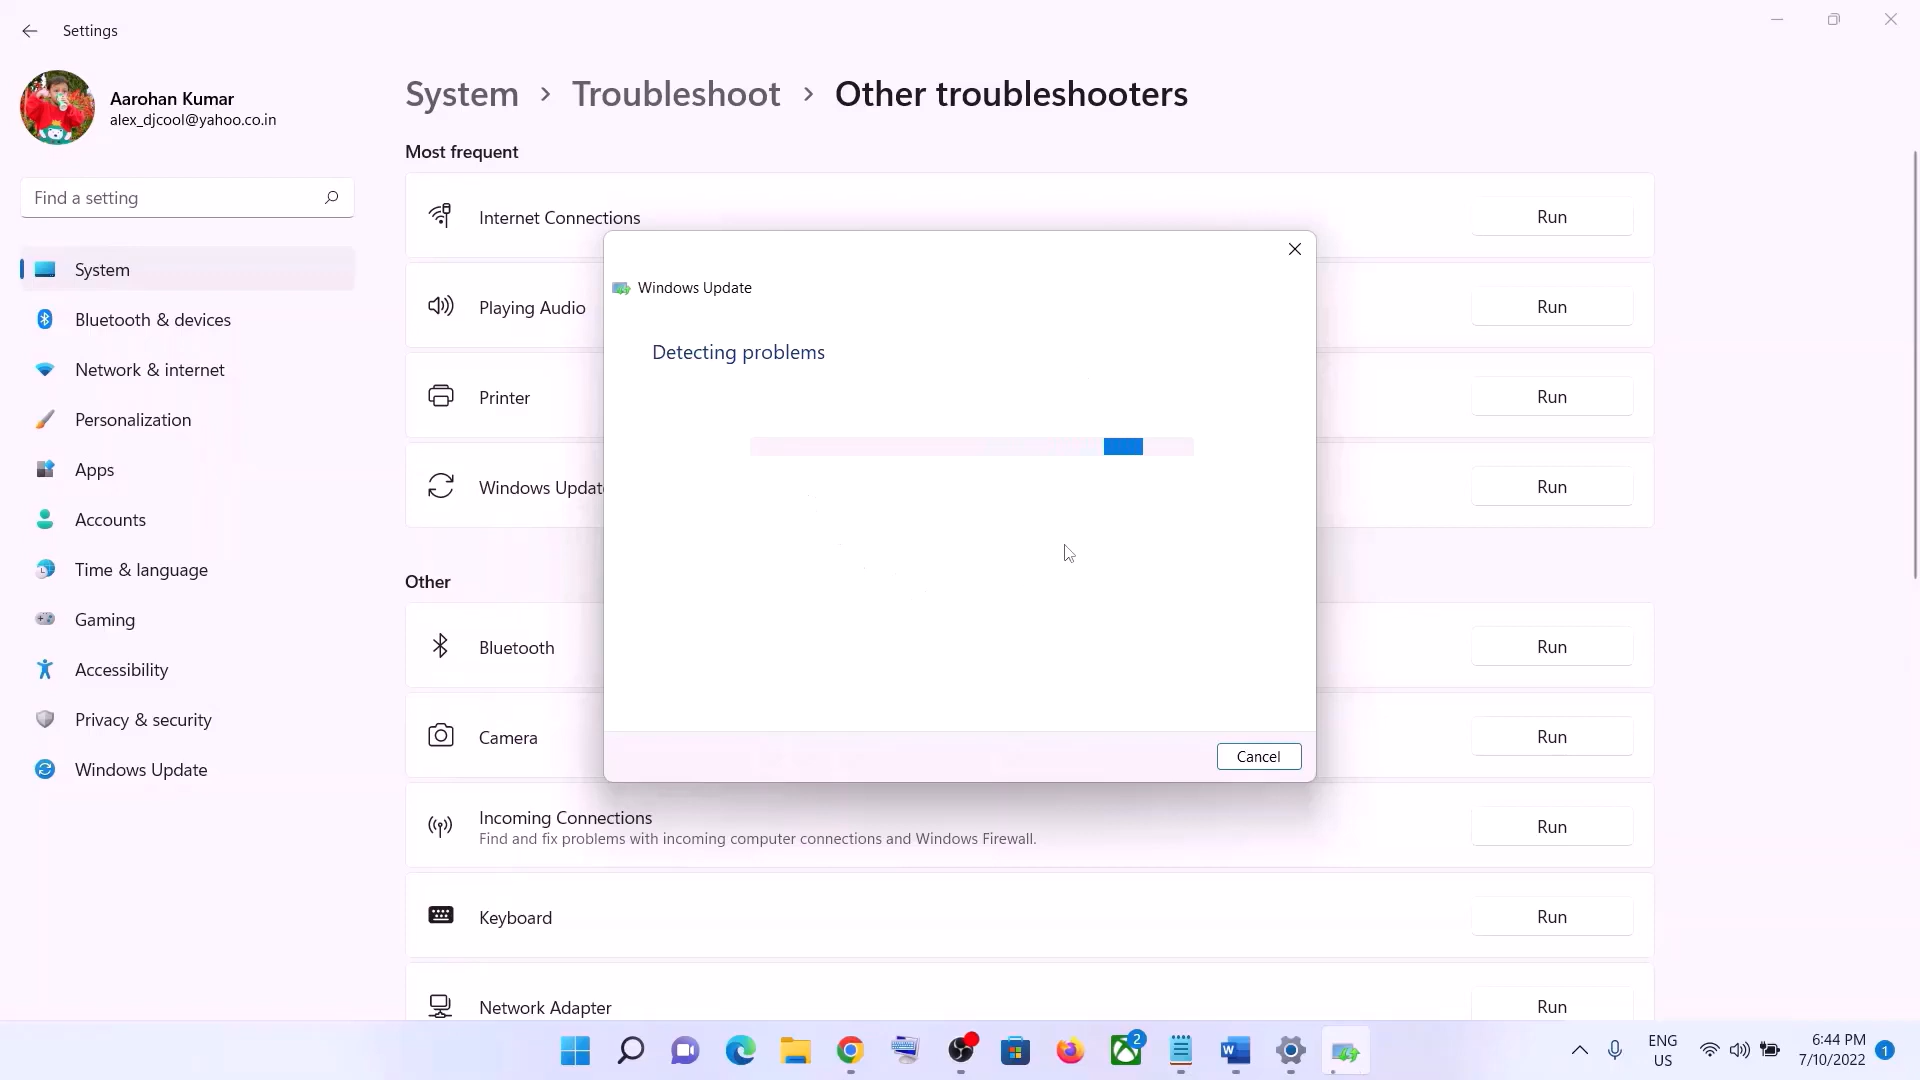 Settings
Aarohan Kumar
alex_djcool@yahoo.co.in
Find a setting
System
Bluetooth & devices
Network & internet
Personalization
Apps
Accounts
Time & language
Gaming
Accessibility
Privacy & security
Windows Update
System > Troubleshoot > Other troubleshooters
Most frequent
Internet Connections
Run
Playing Audio
Run
Printer
Run
Windows Update
Run
Windows Update
Detecting problems
Cancel
Other
Bluetooth
Run
Camera
Run
Incoming Connections
Find and fix problems with incoming computer connections and Windows Firewall.
Run
Keyboard
Run
Network Adapter
Run
2
W
ENG
US
6:44 PM
7/10/2022
1